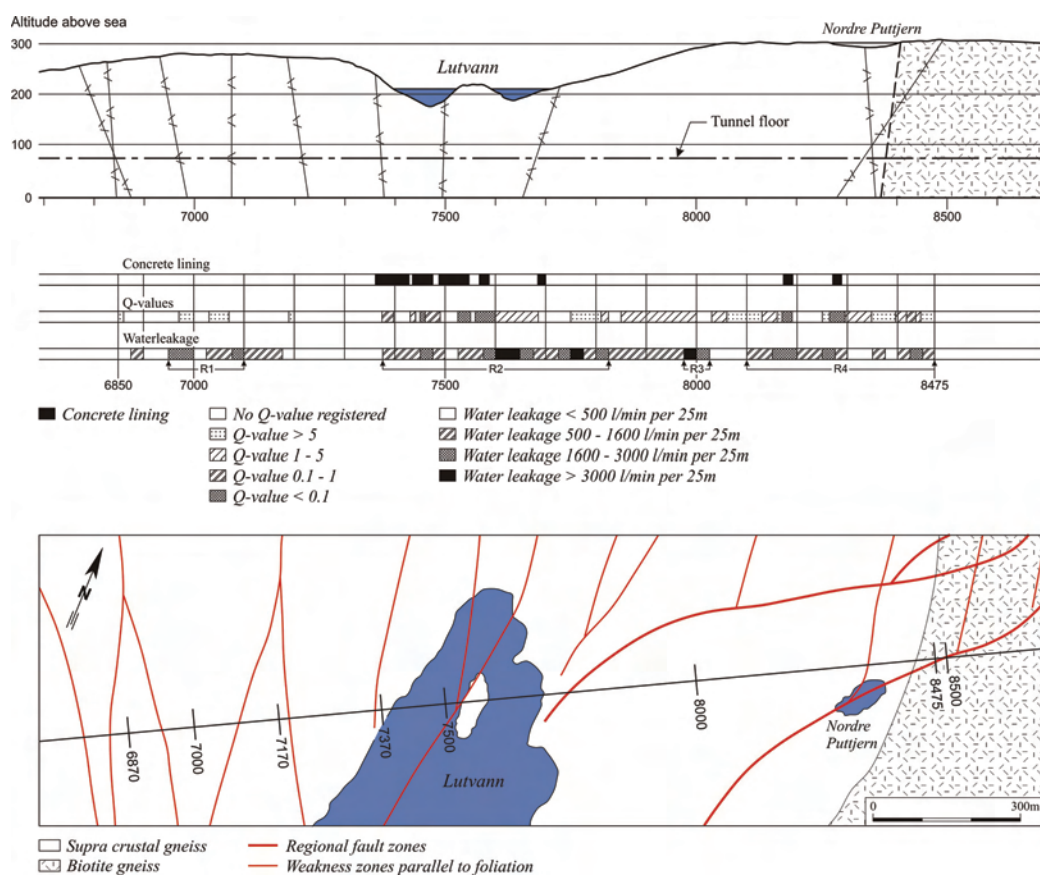 Altitude above sea
Nordre Puttjern
300
Lutvann
200
Tunnel floor
100
0
7000 7500 8000 8500
Concrete lining
Q-values
Waterleakage
R1 R2 R3 R4
6850 7000 7500 8000 8475
Concrete lining
No Q-value registered
Q-value > 5
Q-value 1 - 5
Q-value 0.1 - 1
Q-value < 0.1
Water leakage < 500 l/min per 25m
Water leakage 500 - 1600 l/min per 25m
Water leakage 1600 - 3000 l/min per 25m
Water leakage > 3000 l/min per 25m
N
6870
7000
7170
7370
7500
8000
8475
8500
Nordre
Puttjern
Lutvann
0 300m
Supra crustal gneiss
Biotite gneiss
Regional fault zones
Weakness zones parallel to foliation